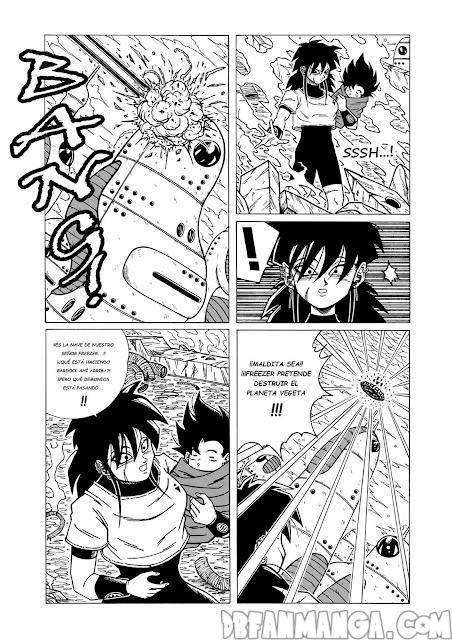 BANG!
SSSH...!
!
¡¡ES LA NAVE DE NUESTRO
SEÑOR FREEZER...!!
¡¿QUÉ ESTÁ HACIENDO
BARDOCK AHÍ ARRIBA?!
¡¡PERO QUÉ DEMONIOS
ESTÁ PASANDO...
!!
¡¡MALDITA SEA!!
¡¡¡FREEZER PRETENDE
DESTRUIR EL
PLANETA VEGETA
!!!
DBFANMANGA.COM